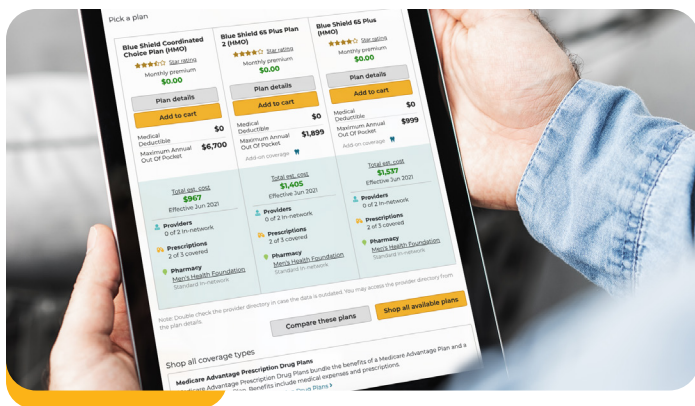 Pick a plan
Blue Shield Coordinated
Choice Plan (HMO)
Star rating
Monthly premium
$0.00
Plan details
Add to cart
Medical
Deductible
$0
Maximum Annual
Out Of Pocket
$6,700
Total est. cost
$967
Effective Jun 2021
Providers
0 of 2 in-network
Prescriptions
2 of 3 covered
Pharmacy
Men's Health Foundation
Standard in-network
Blue Shield 65 Plus Plan
2 (HMO)
Star rating
Monthly premium
$0.00
Plan details
Add to cart
Medical
Deductible
$0
Maximum Annual
Out Of Pocket
$1,899
Add-on coverage
Total est. cost
$1,405
Effective Jun 2021
Providers
0 of 2 in-network
Prescriptions
2 of 3 covered
Pharmacy
Men's Health Foundation
Standard in-network
Blue Shield 65 Plus
(HMO)
Star rating
Monthly premium
$0.00
Plan details
Add to cart
Medical
Deductible
$0
Maximum Annual
Out Of Pocket
$999
Add-on coverage
Total est. cost
$1,537
Effective Jun 2021
Providers
0 of 2 in-network
Prescriptions
2 of 3 covered
Pharmacy
Men's Health Foundation
Standard in-network
Note: Double check the provider directory in case the data is outdated. You may access the provider directory from
the plan details.
Compare these plans
Shop all available plans
Shop all coverage types
Medicare Advantage Prescription Drug Plans
Medicare Advantage Prescription Drug Plans bundle the benefits of a Medicare Advantage Plan and a
Plan. Benefits include medical expenses and prescriptions.
Drug Plans